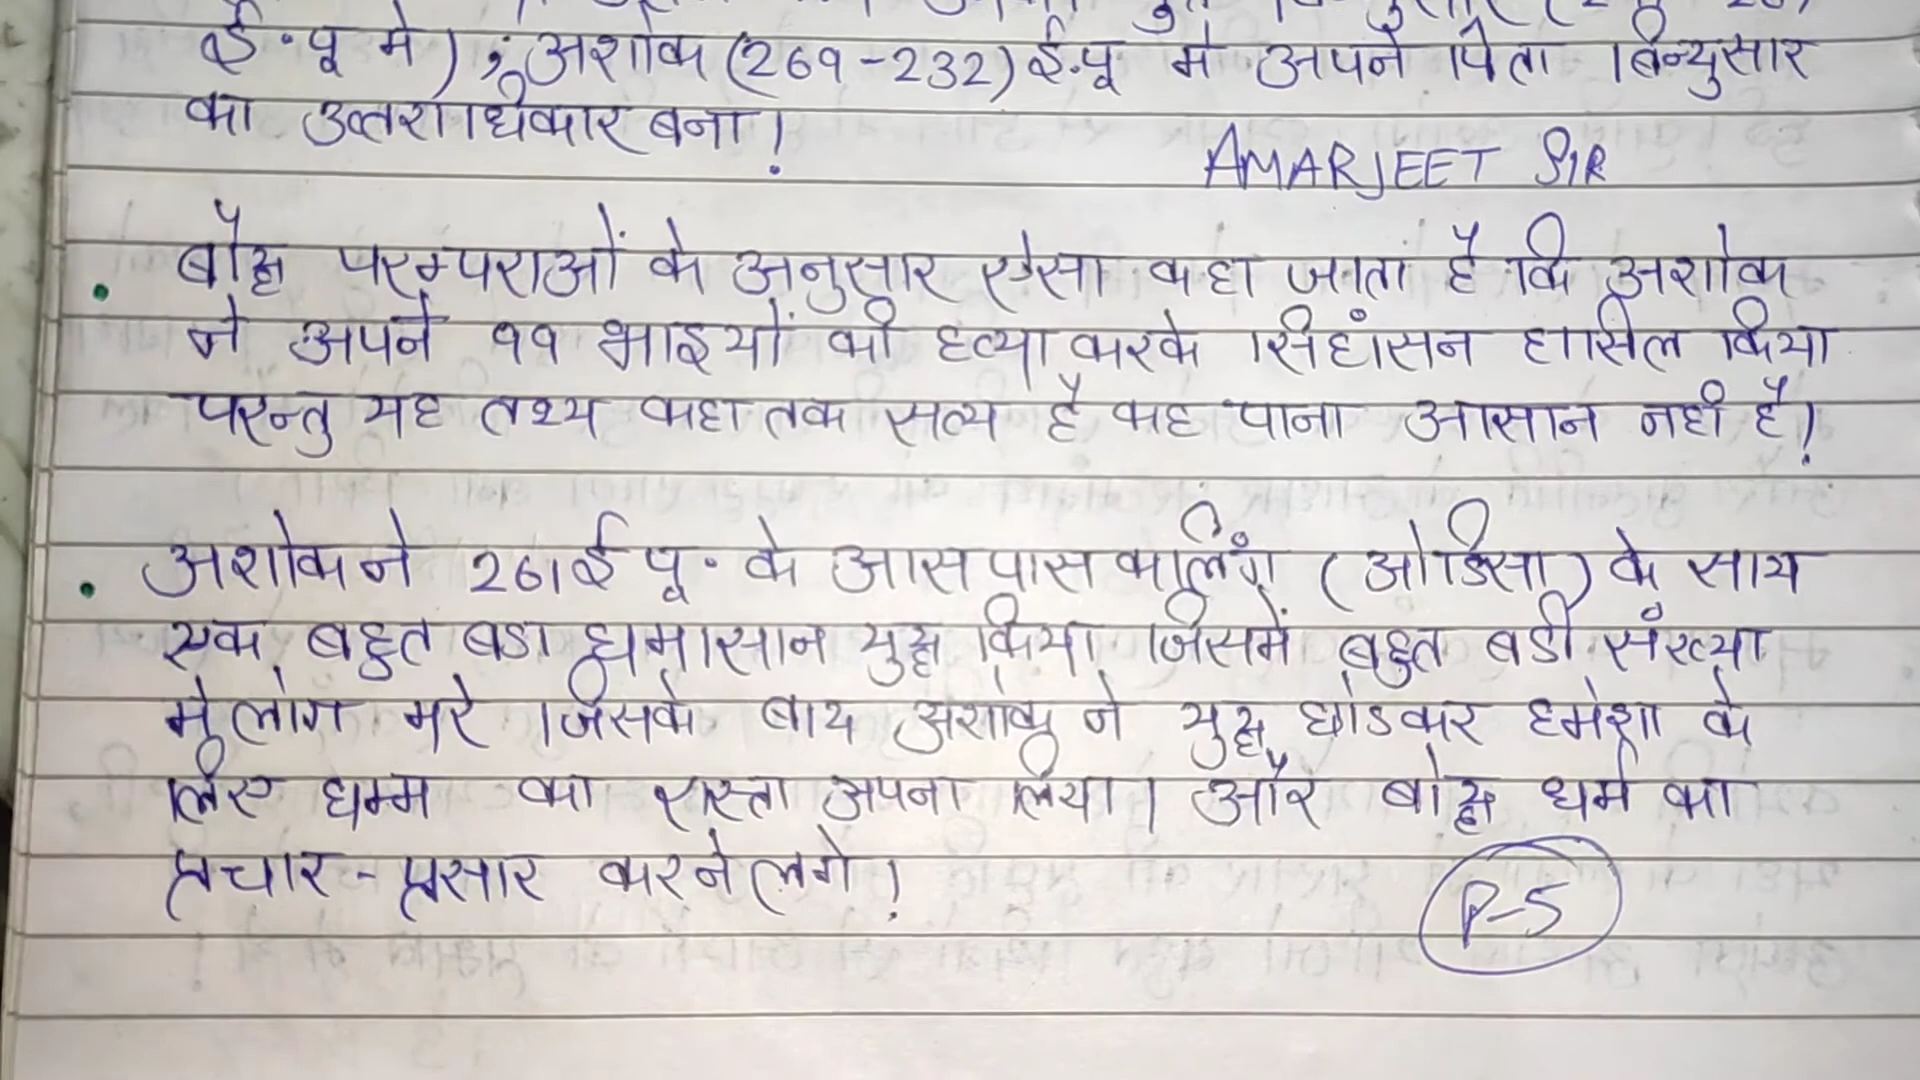 ई.पू मे) ; अशोक (269-232) ई.पू. में अपने पिता बिन्दुसार
का उत्तराधिकार बना!
AMARJEET SIR
बौद्ध परम्पराओं के अनुसार ऐसा कहा जाता है कि अशोक
ने अपने 99 भाइयों की हत्या करके सिहांसन हासिल किया
परन्तु यह तथ्य कहा तक सत्य है कह पाना आसान नही है!
अशोक ने 261 ई पू. के आस पास कलिंग (ओडिसा) के साथ
एक बहुत बडा घमासान युद्ध किया जिसमें बहुत बडी संख्या
मे लोग मरे जिसके बाद अशोक ने युद्ध छोडकर हमेशा के
लिए धम्म का रास्ता अपना लिया। और बोद्ध धर्म का
प्रचार-प्रसार करने लगे!
P-5